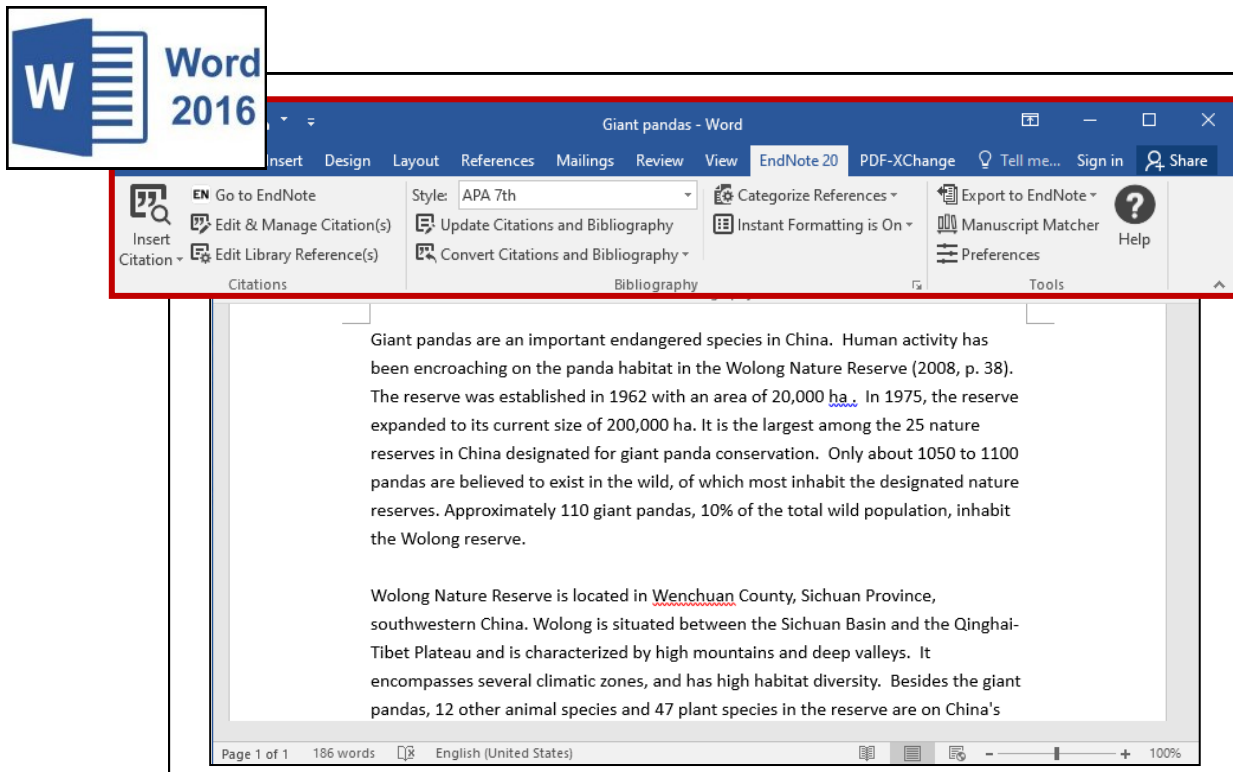 Word
2016
Giant pandas - Word
Insert Design Layout References Mailings Review View EndNote 20 PDF-XChange Tell me... Sign in Share
Insert
Citation
EN Go to EndNote
Edit & Manage Citation(s)
Edit Library Reference(s)
Citations
Style: APA 7th
Update Citations and Bibliography
Convert Citations and Bibliography
Categorize References
Instant Formatting is On
Bibliography
Export to EndNote
Manuscript Matcher
Preferences
Help
Tools
Giant pandas are an important endangered species in China. Human activity has
been encroaching on the panda habitat in the Wolong Nature Reserve (2008, p. 38).
The reserve was established in 1962 with an area of 20,000 ha . In 1975, the reserve
expanded to its current size of 200,000 ha. It is the largest among the 25 nature
reserves in China designated for giant panda conservation. Only about 1050 to 1100
pandas are believed to exist in the wild, of which most inhabit the designated nature
reserves. Approximately 110 giant pandas, 10% of the total wild population, inhabit
the Wolong reserve.
Wolong Nature Reserve is located in Wenchuan County, Sichuan Province,
southwestern China. Wolong is situated between the Sichuan Basin and the Qinghai-
Tibet Plateau and is characterized by high mountains and deep valleys. It
encompasses several climatic zones, and has high habitat diversity. Besides the giant
pandas, 12 other animal species and 47 plant species in the reserve are on China's
Page 1 of 1 186 words English (United States) 100%